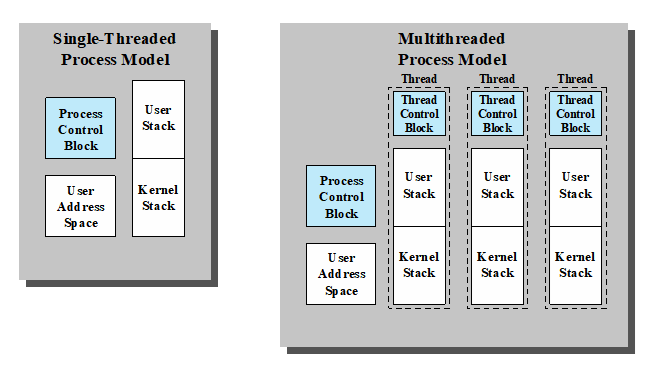 Single-Threaded
Process Model
Process
Control
Block
User
Stack
User
Address
Space
Kernel
Stack
Multithreaded
Process Model
Thread
Thread
Thread
Thread
Control
Block
Thread
Control
Block
Thread
Control
Block
Process
Control
Block
User
Stack
User
Stack
User
Stack
User
Address
Space
Kernel
Stack
Kernel
Stack
Kernel
Stack